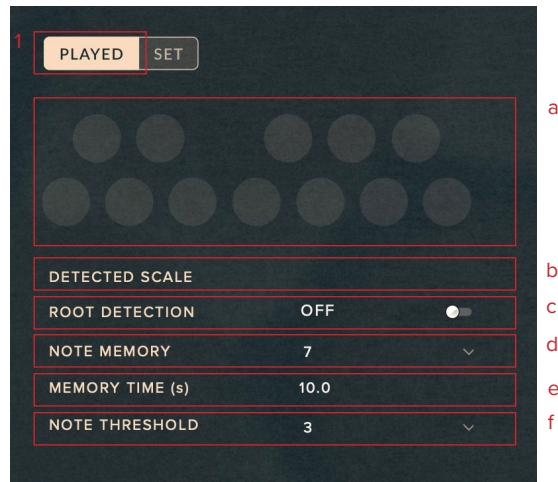 1
PLAYED SET
a
DETECTED SCALE
b
ROOT DETECTION OFF
c
NOTE MEMORY 7
d
MEMORY TIME (s) 10.0
e
NOTE THRESHOLD 3
f